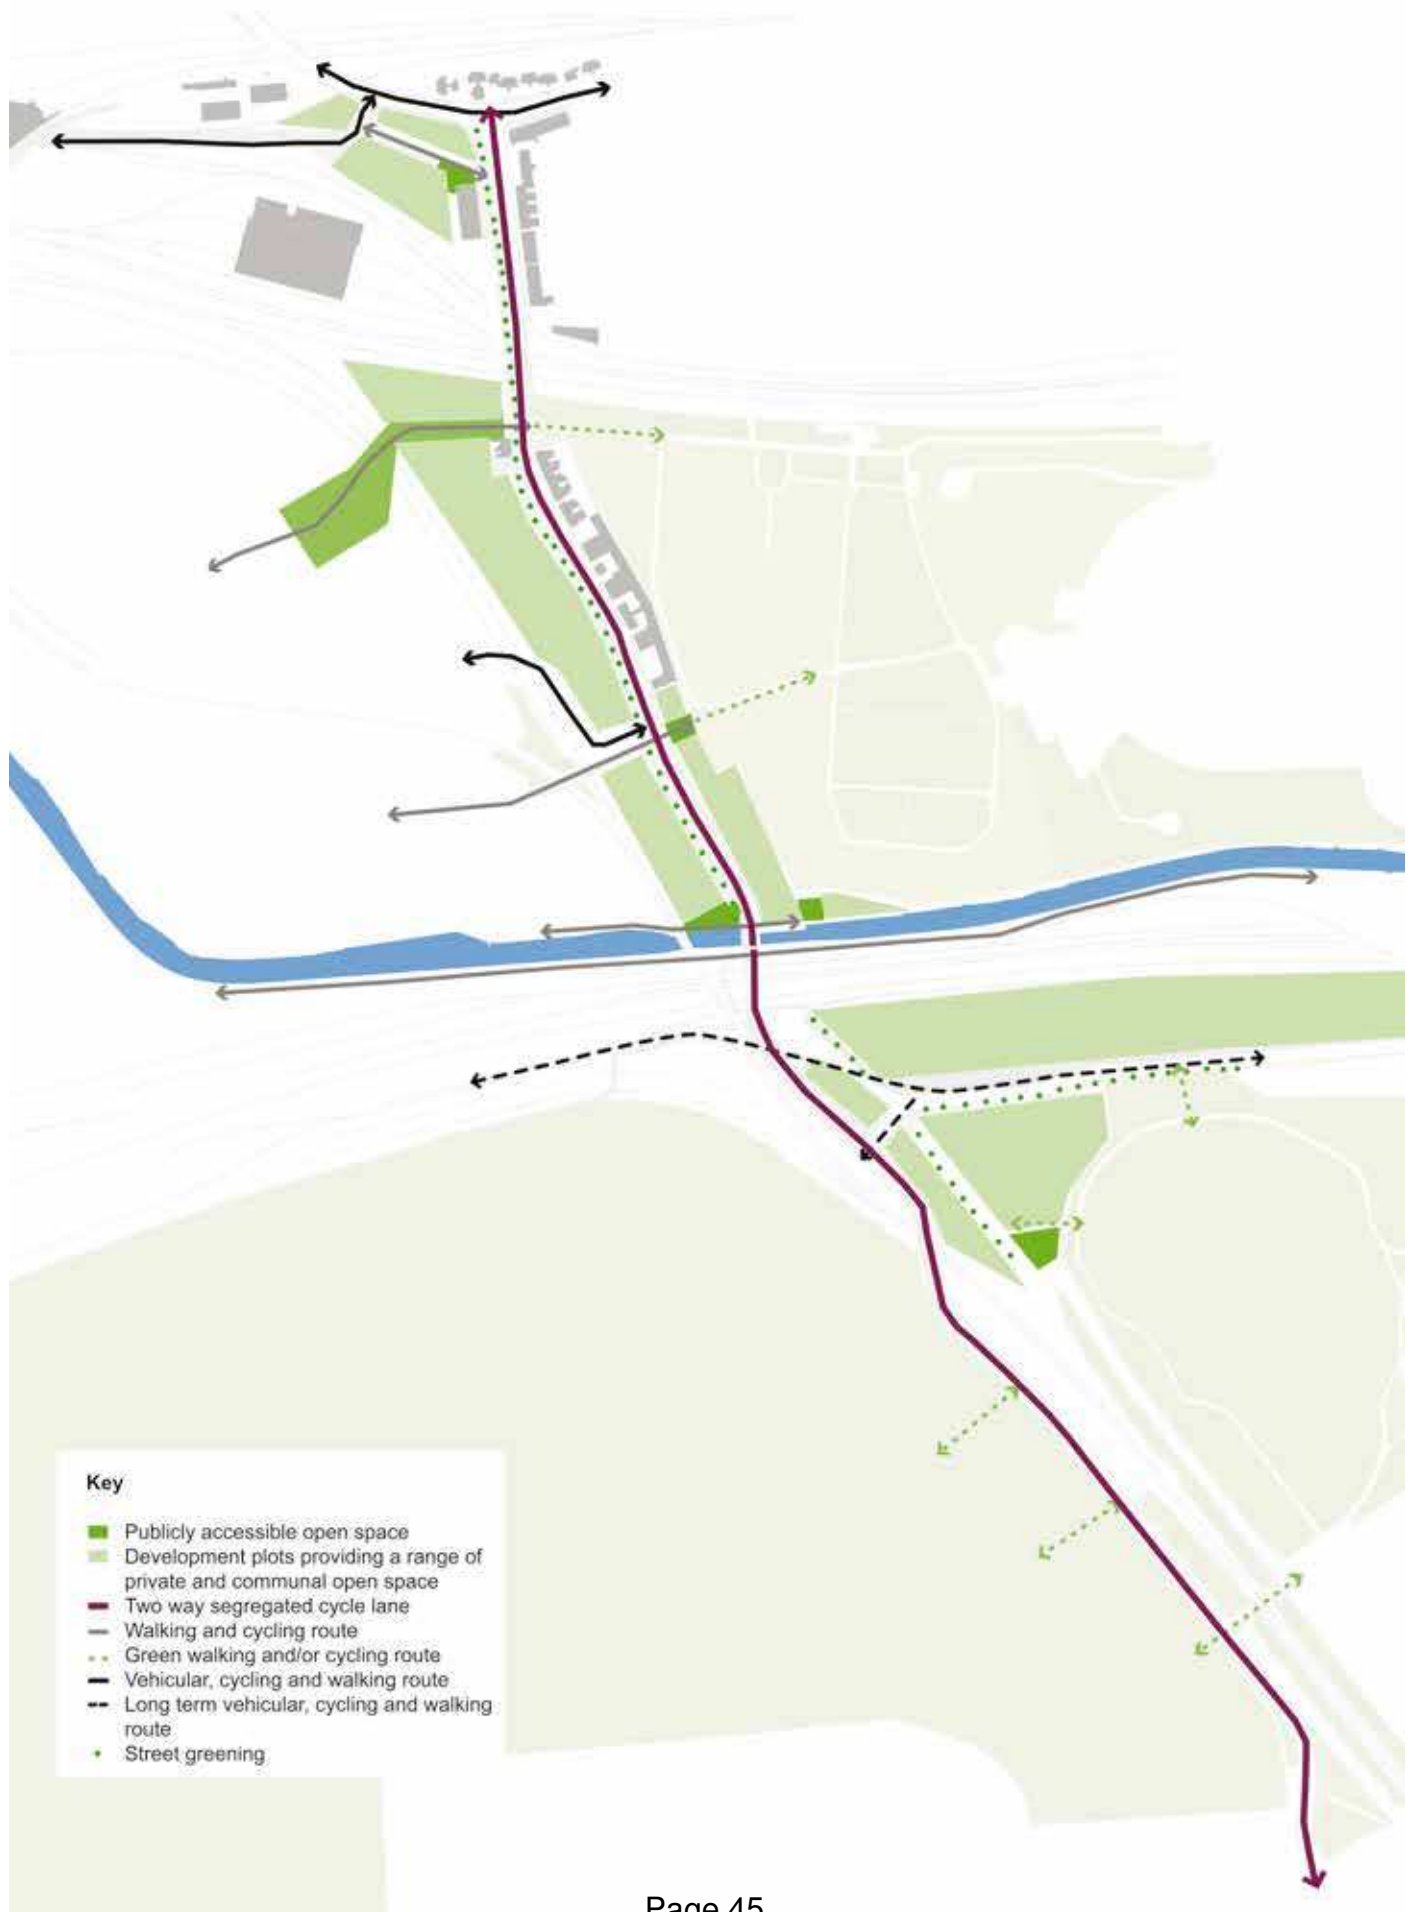 Key
Publicly accessible open space
Development plots providing a range of
private and communal open space
Two way segregated cycle lane
Walking and cycling route
Green walking and/or cycling route
Vehicular, cycling and walking route
Long term vehicular, cycling and walking
route
Street greening
Page 45